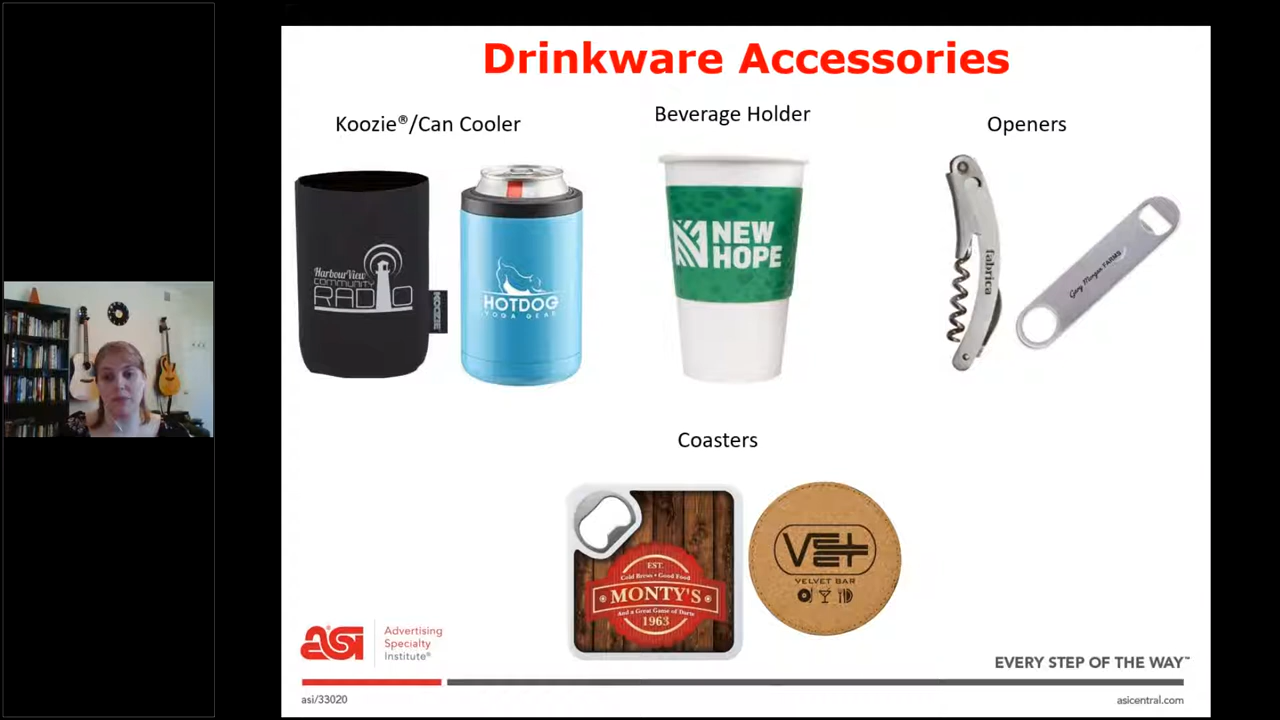 Drinkware Accessories
Koozie®/Can Cooler
Beverage Holder
Openers
HarbourView
COMMUNITY
RADIO
KOOZIE
HOTDOG
YOGA GEAR
NEW
HOPE
fabrica
Gary Morgan FARMS
Coasters
EST.
Cold Brews • Good Food
MONTY'S
And a Great Game of Darts
1963
VELVET BAR
asi
Advertising
Specialty
Institute®
EVERY STEP OF THE WAY™
asi/33020
asicentral.com